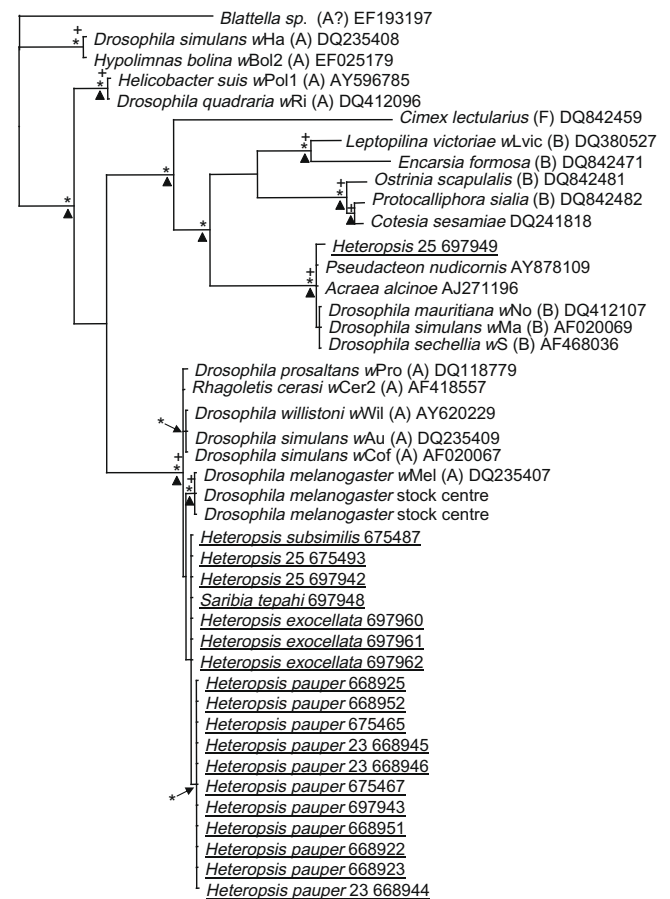 Blattella sp. (A?) EF193197
Drosophila simulans wHa (A) DQ235408
Hypolimnas bolina wBol2 (A) EF025179
Helicobacter suis wPol1 (A) AY596785
Drosophila quadraria wRi (A) DQ412096
Cimex lectularius (F) DQ842459
Leptopilina victoriae wLvic (B) DQ380527
Encarsia formosa (B) DQ842471
Ostrinia scapulalis (B) DQ842481
Protocalliphora sialia (B) DQ842482
Cotesia sesamiae DQ241818
Heteropsis 25 697949
Pseudacteon nudicornis AY878109
Acraea alcinoe AJ271196
Drosophila mauritiana wNo (B) DQ412107
Drosophila simulans wMa (B) AF020069
Drosophila sechellia wS (B) AF468036
Drosophila prosaltans wPro (A) DQ118779
Rhagoletis cerasi wCer2 (A) AF418557
Drosophila willistoni wWil (A) AY620229
Drosophila simulans wAu (A) DQ235409
Drosophila simulans wCof (A) AF020067
Drosophila melanogaster wMel (A) DQ235407
Drosophila melanogaster stock centre
Drosophila melanogaster stock centre
Heteropsis subsimilis 675487
Heteropsis 25 675493
Heteropsis 25 697942
Saribia tepahi 697948
Heteropsis exocellata 697960
Heteropsis exocellata 697961
Heteropsis exocellata 697962
Heteropsis pauper 668925
Heteropsis pauper 668952
Heteropsis pauper 675465
Heteropsis pauper 23 668945
Heteropsis pauper 23 668946
Heteropsis pauper 675467
Heteropsis pauper 697943
Heteropsis pauper 668951
Heteropsis pauper 668922
Heteropsis pauper 668923
Heteropsis pauper 23 668944